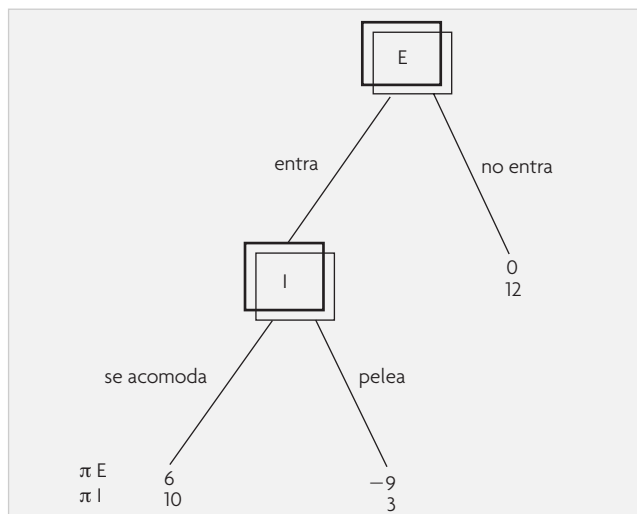 E
entra
no entra
0
12
I
se acomoda
pelea
π E 6 −9
π I 10 3